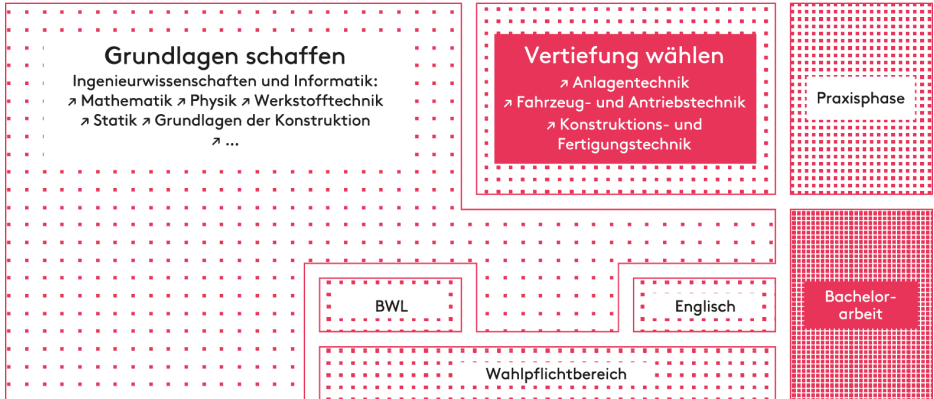 Grundlagen schaffen
Ingenieurwissenschaften und Informatik:
↗ Mathematik ↗ Physik ↗ Werkstofftechnik
↗ Statik ↗ Grundlagen der Konstruktion
↗ ...
Vertiefung wählen
↗ Anlagentechnik
↗ Fahrzeug- und Antriebstechnik
↗ Konstruktions- und
Fertigungstechnik
Praxisphase
BWL
Englisch
Bachelor-
arbeit
Wahlpflichtbereich